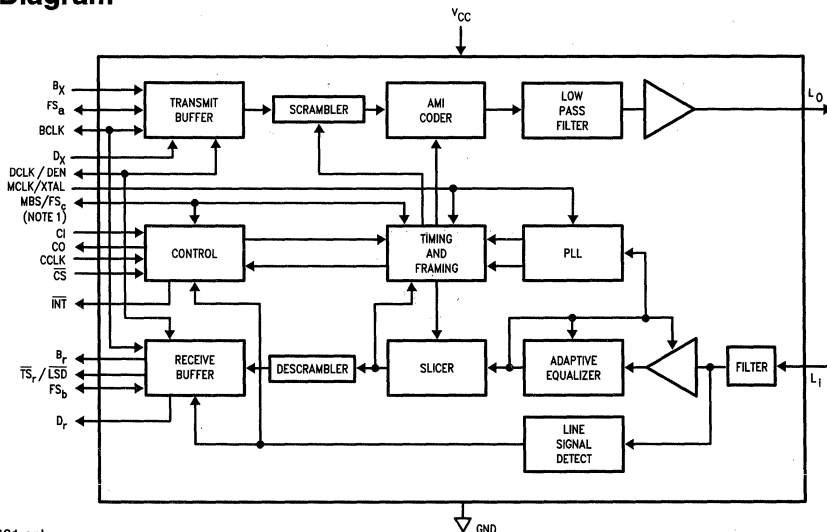 Diagram
VCC
BX
FSa
BCLK
DX
DCLK / DEN
MCLK/XTAL
MBS/FSc
(NOTE 1)
CI
CO
CCLK
CS
INT
Br
TSr / LSD
FSb
Dr
TRANSMIT
BUFFER
SCRAMBLER
AMI
CODER
LOW
PASS
FILTER
LO
CONTROL
TIMING
AND
FRAMING
PLL
RECEIVE
BUFFER
DESCRAMBLER
SLICER
ADAPTIVE
EQUALIZER
FILTER
Li
LINE
SIGNAL
DETECT
GND